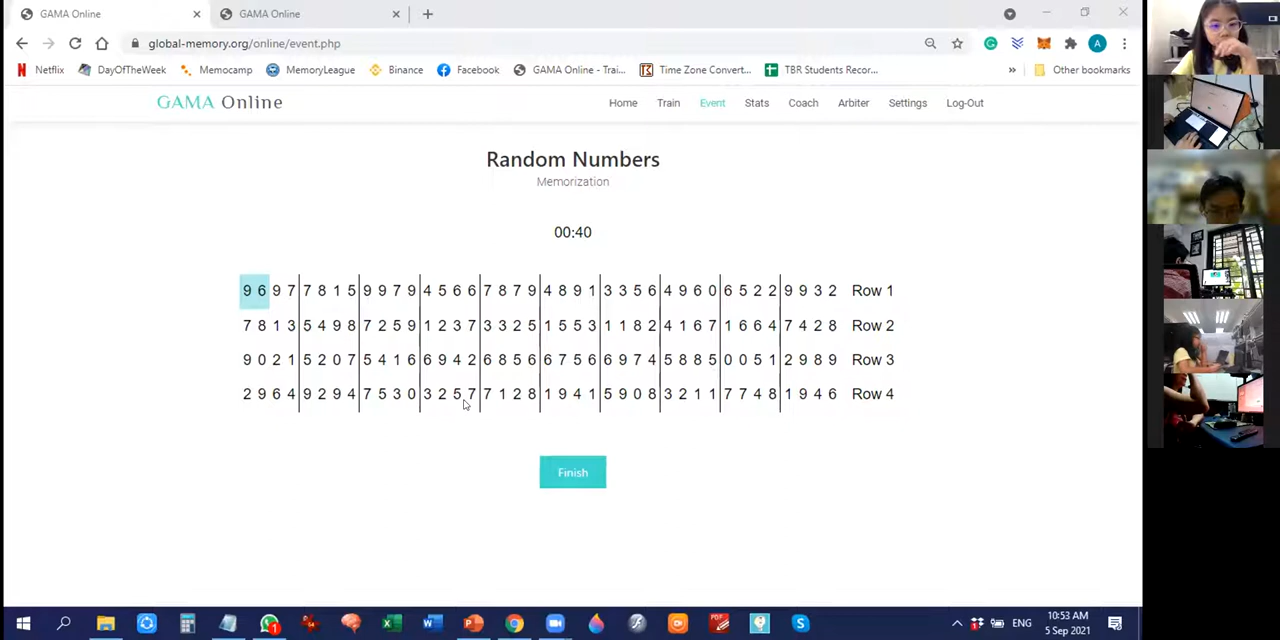 GAMA Online
GAMA Online
global-memory.org/online/event.php
A
Netflix
DayOfTheWeek
Memocamp
MemoryLeague
Binance
Facebook
GAMA Online - Trai...
Time Zone Convert...
TBR Students Recor...
»
Other bookmarks
GAMA Online
Home
Train
Event
Stats
Coach
Arbiter
Settings
Log-Out
Random Numbers
Memorization
00:40
9 6 9 7 7 8 1 5 9 9 7 9 4 5 6 6 7 8 7 9 4 8 9 1 3 3 5 6 4 9 6 0 6 5 2 2 9 9 3 2 Row 1
7 8 1 3 5 4 9 8 7 2 5 9 1 2 3 7 3 3 2 5 1 5 5 3 1 1 8 2 4 1 6 7 1 6 6 4 7 4 2 8 Row 2
9 0 2 1 5 2 0 7 5 4 1 6 6 9 4 2 6 8 5 6 6 7 5 6 6 9 7 4 5 8 8 5 0 0 5 1 2 9 8 9 Row 3
2 9 6 4 9 2 9 4 7 5 3 0 3 2 5 7 7 1 2 8 1 9 4 1 5 9 0 8 3 2 1 1 7 7 4 8 1 9 4 6 Row 4
Finish
ENG
10:53 AM
5 Sep 2021